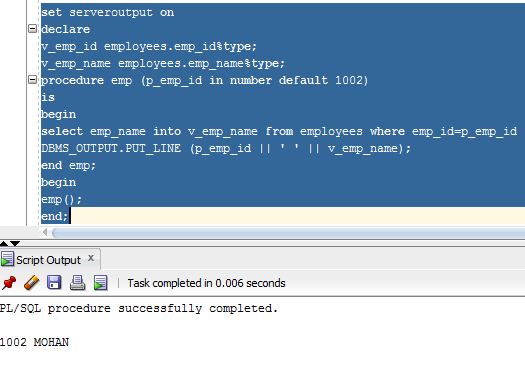 set serveroutput on
declare
v_emp_id employees.emp_id%type;
v_emp_name employees.emp_name%type;
procedure emp (p_emp_id in number default 1002)
is
begin
select emp_name into v_emp_name from employees where emp_id=p_emp_id
DBMS_OUTPUT.PUT_LINE (p_emp_id || ' ' || v_emp_name);
end emp;
begin
emp();
end;
Script Output x
Task completed in 0.006 seconds
PL/SQL procedure successfully completed.
1002 MOHAN